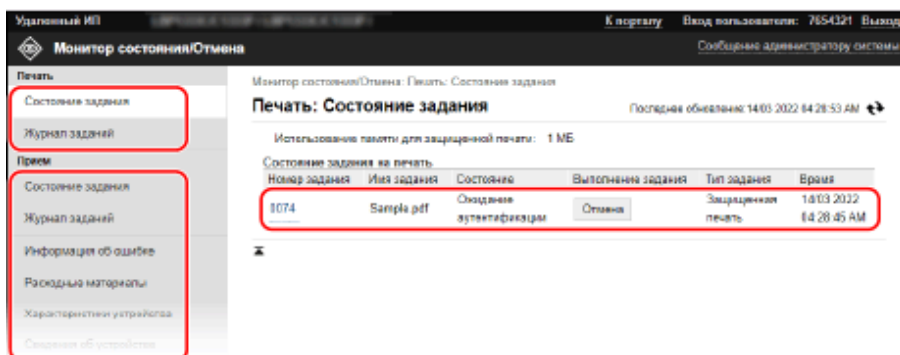 Удаленный ИП
К порталу
Вход пользователя: 7654321
Выход
Монитор состояния/Отмена
Сообщение администратору системы
Печать
Состояние задания
Журнал заданий
Прием
Состояние задания
Журнал заданий
Информация об ошибке
Расходные материалы
Характеристики устройства
Сведения об устройстве
Монитор состояния/Отмена: Печать: Состояние задания
Печать: Состояние задания
Последнее обновление: 14/03 2022 04:28:53 AM
Использование памяти для защищенной печати: 1 МБ
Состояние задания на печать
Номер задания Имя задания Состояние Выполнение задания Тип задания Время
0074 Sample.pdf Ожидание аутентификации Отмена Защищенная печать 14/03 2022 04:28:45 AM